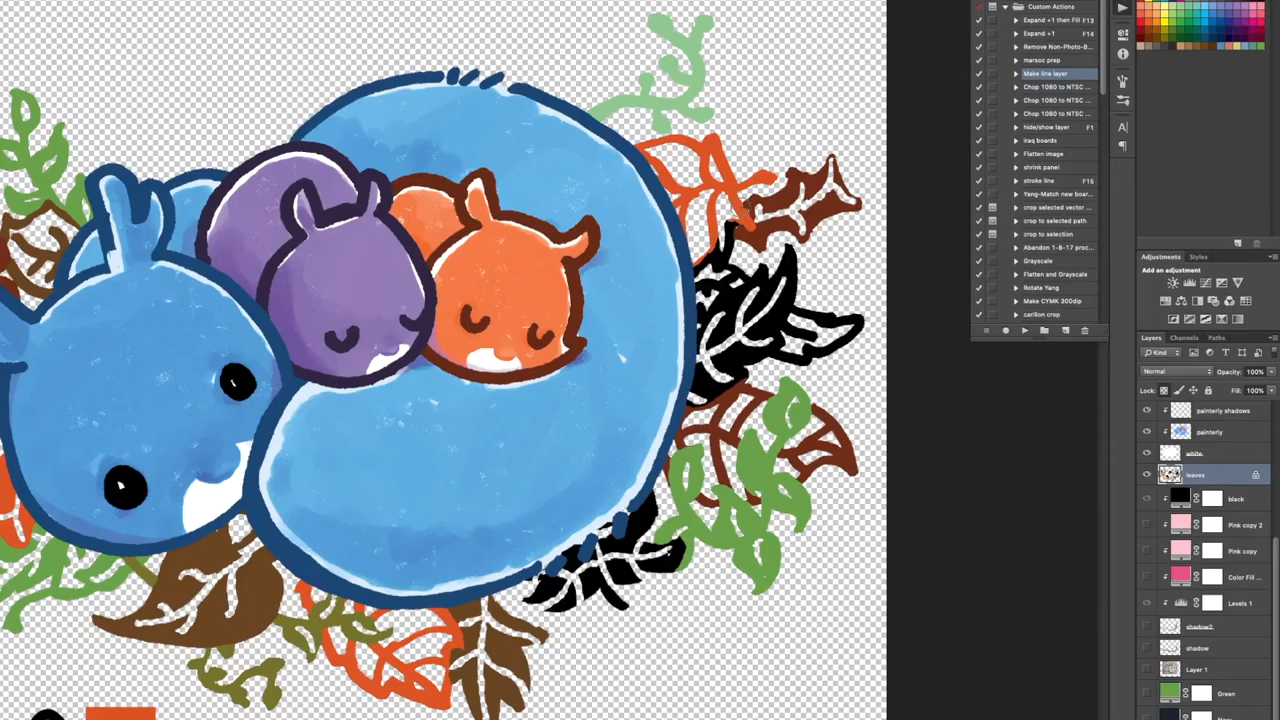 Custom Actions
Expand +1 then Fill F13
Expand +1 F14
Remove Non-Photo-B...
marsoc prep
Make line layer
Chop 1080 to NTSC ...
Chop 1080 to NTSC ...
Chop 1080 to NTSC ...
hide/show layer F1
iraq boards
Flatten image
shrink panel
stroke line F15
Yang-Match new boar...
crop selected vector ...
crop to selected path
crop to selection
Abandon 1-8-17 proc...
Grayscale
Flatten and Grayscale
Rotate Yang
Make CYMK 300dip
carilion crop
Adjustments Styles
Add an adjustment
Layers Channels Paths
Kind
Normal Opacity: 100%
Lock: Fill: 100%
painterly shadows
painterly
white
leaves
black
Pink copy 2
Pink copy
Color Fill ...
Levels 1
shadow2
shadow
Layer 1
Green
Navy